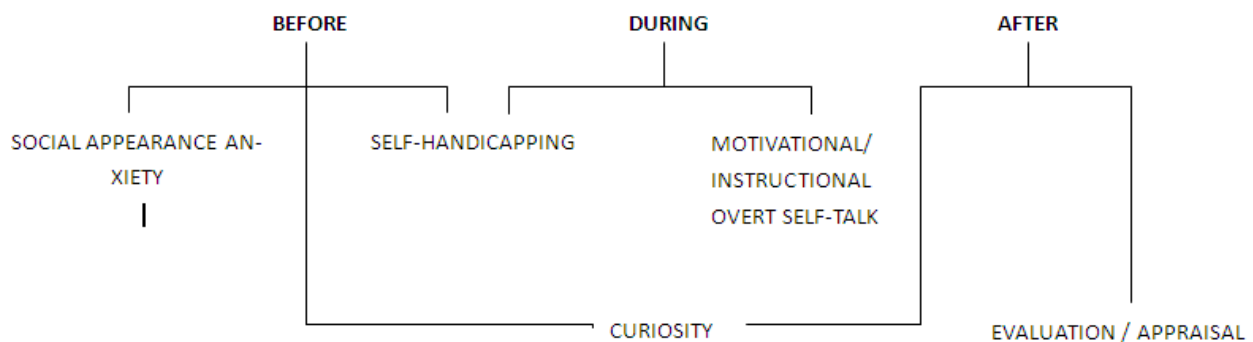 BEFORE DURING AFTER
SOCIAL APPEARANCE AN-
XIETY
SELF-HANDICAPPING
MOTIVATIONAL/
INSTRUCTIONAL
OVERT SELF-TALK
CURIOSITY
EVALUATION / APPRAISAL